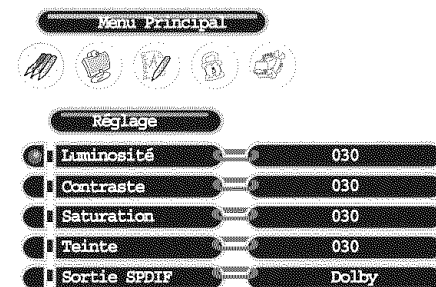 Menu Principal
Réglage
Luminosité 030
Contraste 030
Saturation 030
Teinte 030
Sortie SPDIF Dolby